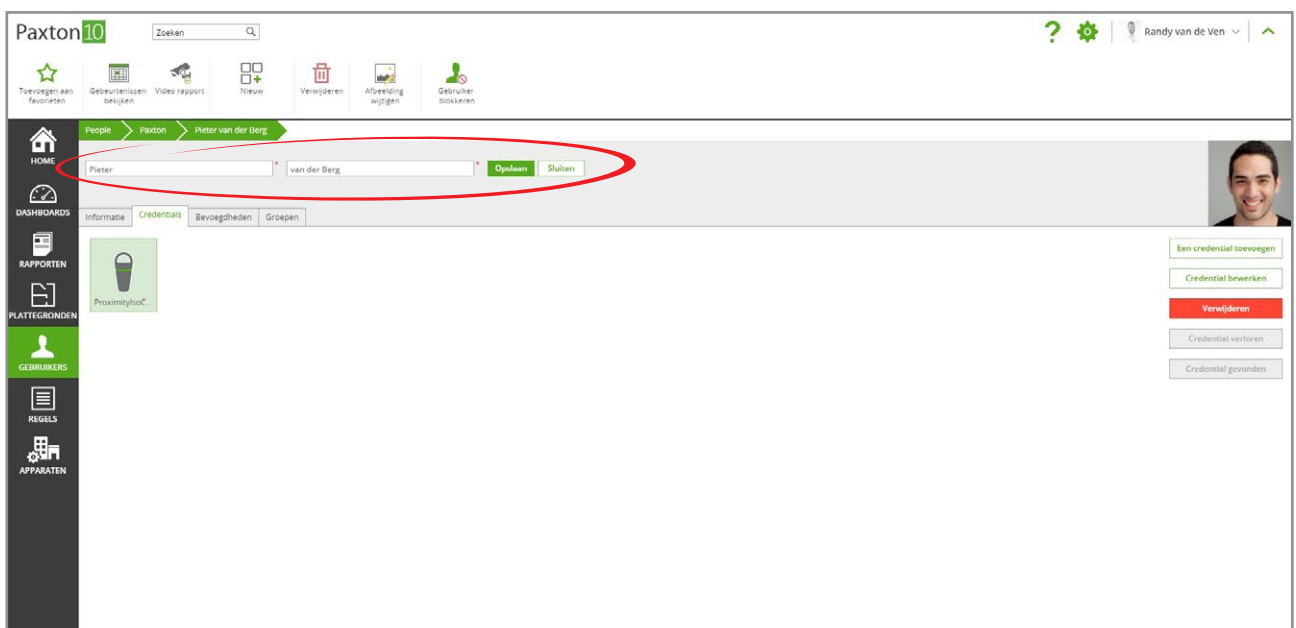 Paxton10
Zoeken
Randy van de Ven
Toevoegen aan favorieten
Gebeurtenissen bekijken
Video rapport
Nieuw
Verwijderen
Afbeelding wijzigen
Gebruiker blokkeren
HOME
DASHBOARDS
RAPPORTEN
PLATTEGRONDEN
GEBRUIKERS
REGELS
APPARATEN
People Paxton Pieter van der Berg
Pieter * van der Berg * Opslaan Sluiten
Informatie Credentials Bevoegdheden Groepen
ProximityIsoC...
Een credential toevoegen
Credential bewerken
Verwijderen
Credential verloren
Credential gevonden